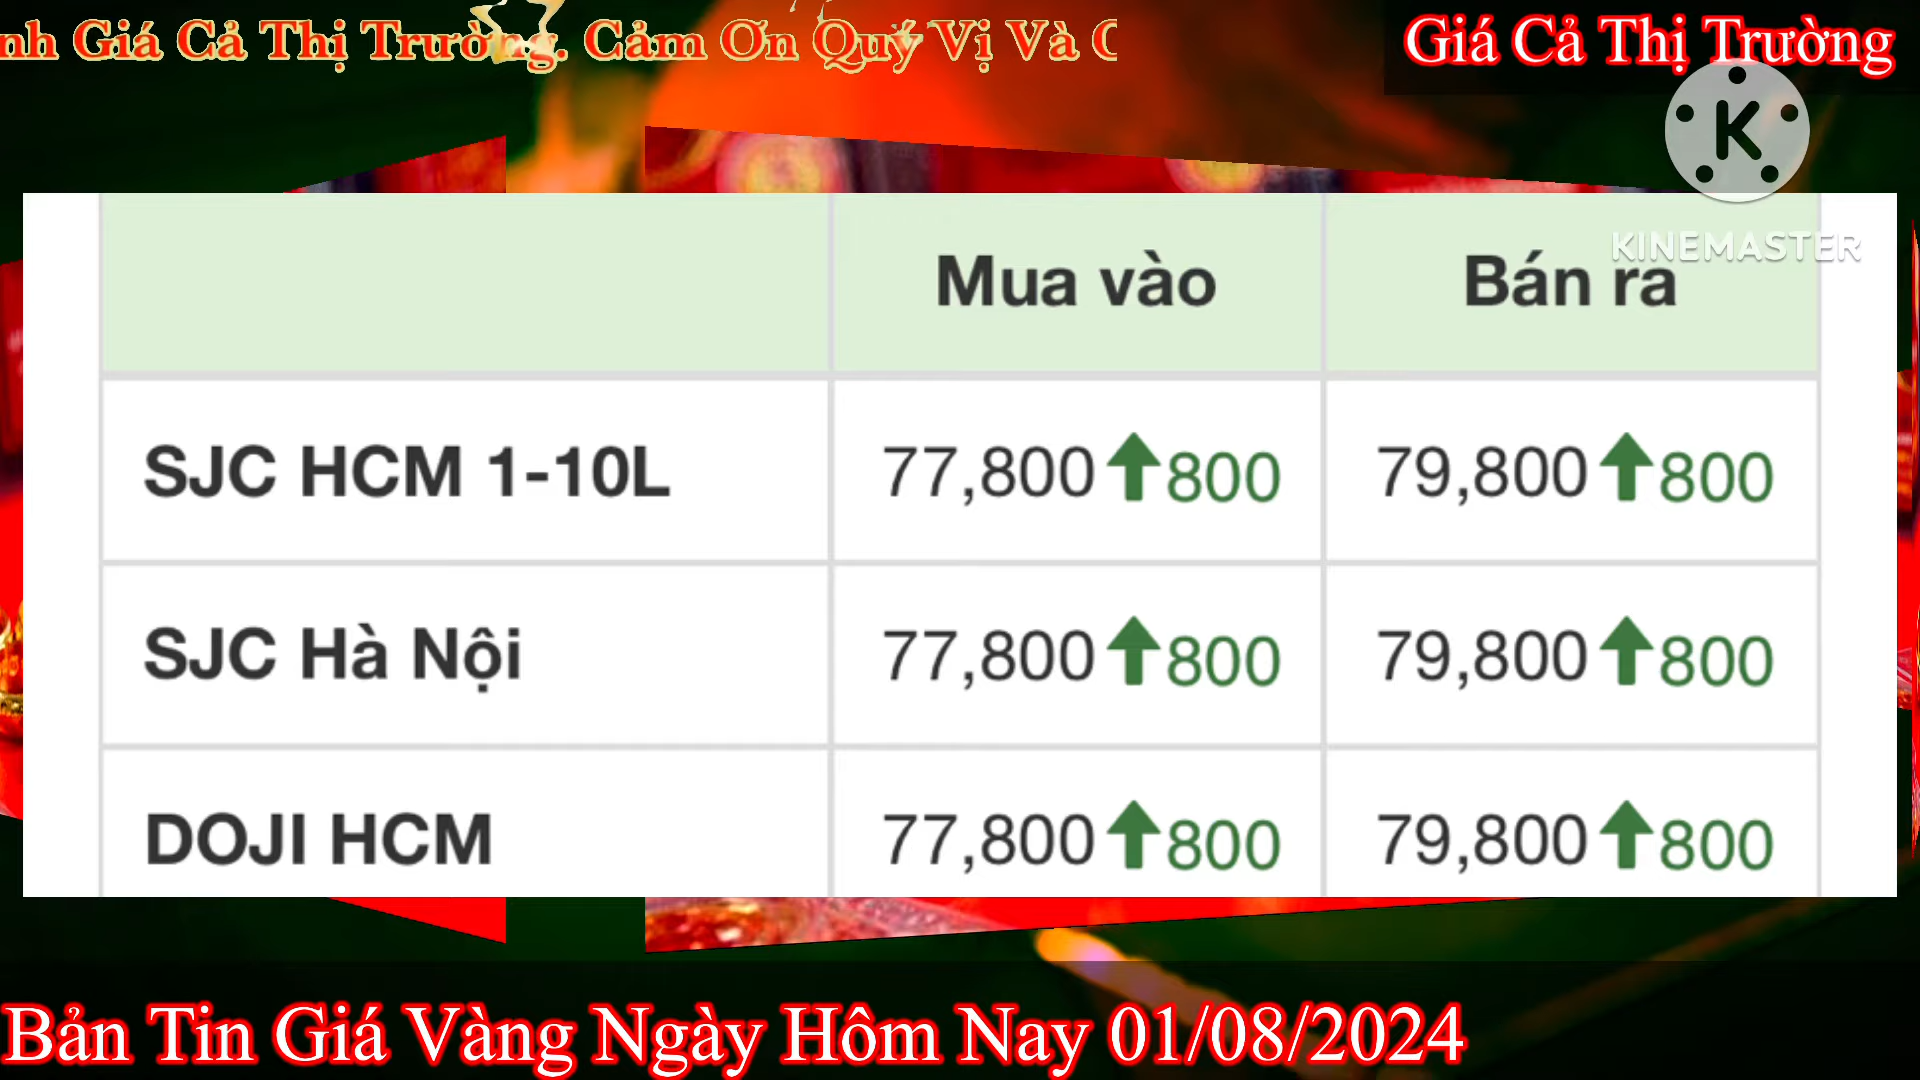 Giá Cả Thị Trường. Cảm Ơn Quý Vị Và
Giá Cả Thị Trường
K
KINEMASTER
Mua vào Bán ra
SJC HCM 1-10L 77,800 800 79,800 800
SJC Hà Nội 77,800 800 79,800 800
DOJI HCM 77,800 800 79,800 800
Bản Tin Giá Vàng Ngày Hôm Nay 01/08/2024